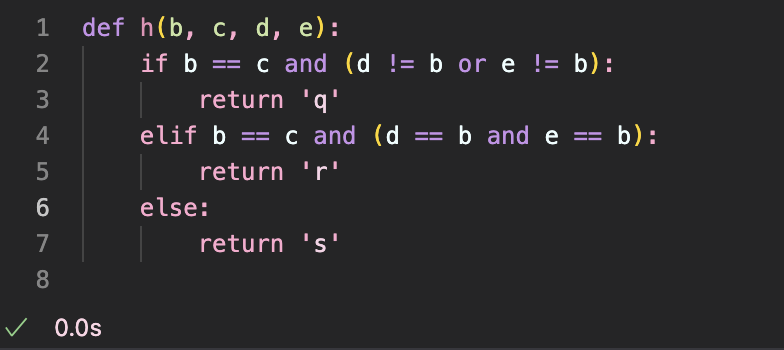 1 def h(b, c, d, e):
2     if b == c and (d != b or e != b):
3         return 'q'
4     elif b == c and (d == b and e == b):
5         return 'r'
6     else:
7         return 's'
8
✓ 0.0s